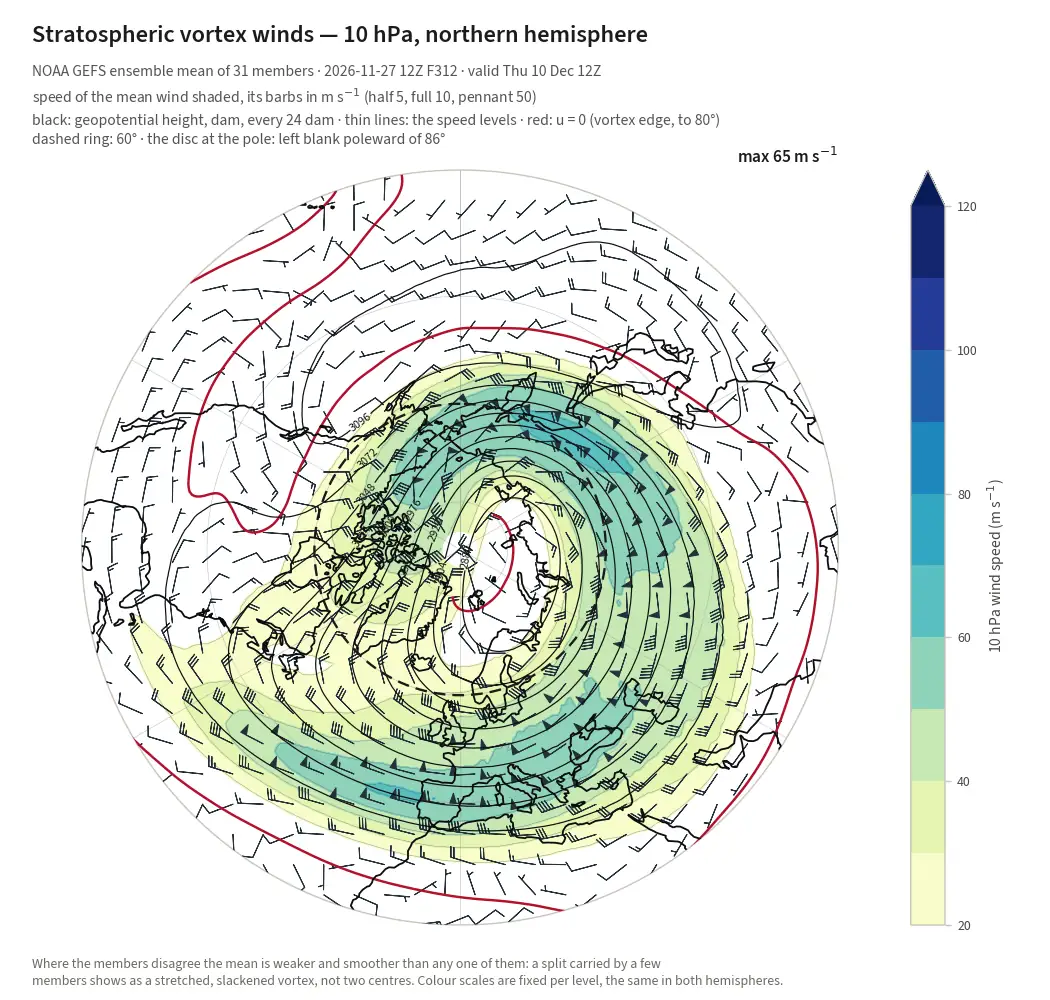 Stratospheric vortex winds — 10 hPa, northern hemisphere
NOAA GEFS ensemble mean of 31 members · 2026-11-27 12Z F312 · valid Thu 10 Dec 12Z
speed of the mean wind shaded, its barbs in m s⁻¹ (half 5, full 10, pennant 50)
black: geopotential height, dam, every 24 dam · thin lines: the speed levels · red: u = 0 (vortex edge, to 80°)
dashed ring: 60° · the disc at the pole: left blank poleward of 86°
max 65 m s⁻¹
120
100
80
60
40
20
10 hPa wind speed (m s⁻¹)
3096
3072
Where the members disagree the mean is weaker and smoother than any one of them: a split carried by a few
members shows as a stretched, slackened vortex, not two centres. Colour scales are fixed per level, the same in both hemispheres.